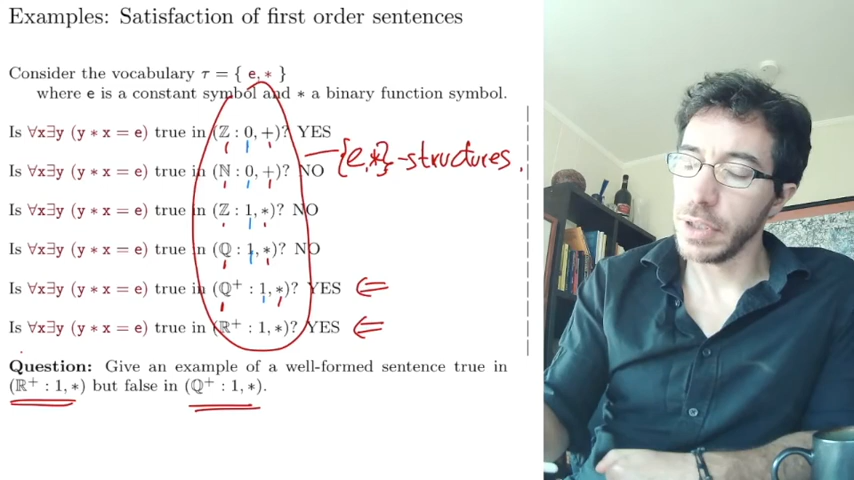 Examples: Satisfaction of first order sentences
Consider the vocabulary τ = { e, * }
where e is a constant symbol and * a binary function symbol.
Is ∀x∃y (y * x = e) true in (ℤ : 0, +)? YES
Is ∀x∃y (y * x = e) true in (ℕ : 0, +)? NO
{e,*}-structures.
Is ∀x∃y (y * x = e) true in (ℤ : 1, *)? NO
Is ∀x∃y (y * x = e) true in (ℚ : 1, *)? NO
Is ∀x∃y (y * x = e) true in (ℚ⁺ : 1, *)? YES ⇐
Is ∀x∃y (y * x = e) true in (ℝ⁺ : 1, *)? YES ⇐
Question: Give an example of a well-formed sentence true in
(ℝ⁺ : 1, *) but false in (ℚ⁺ : 1, *).